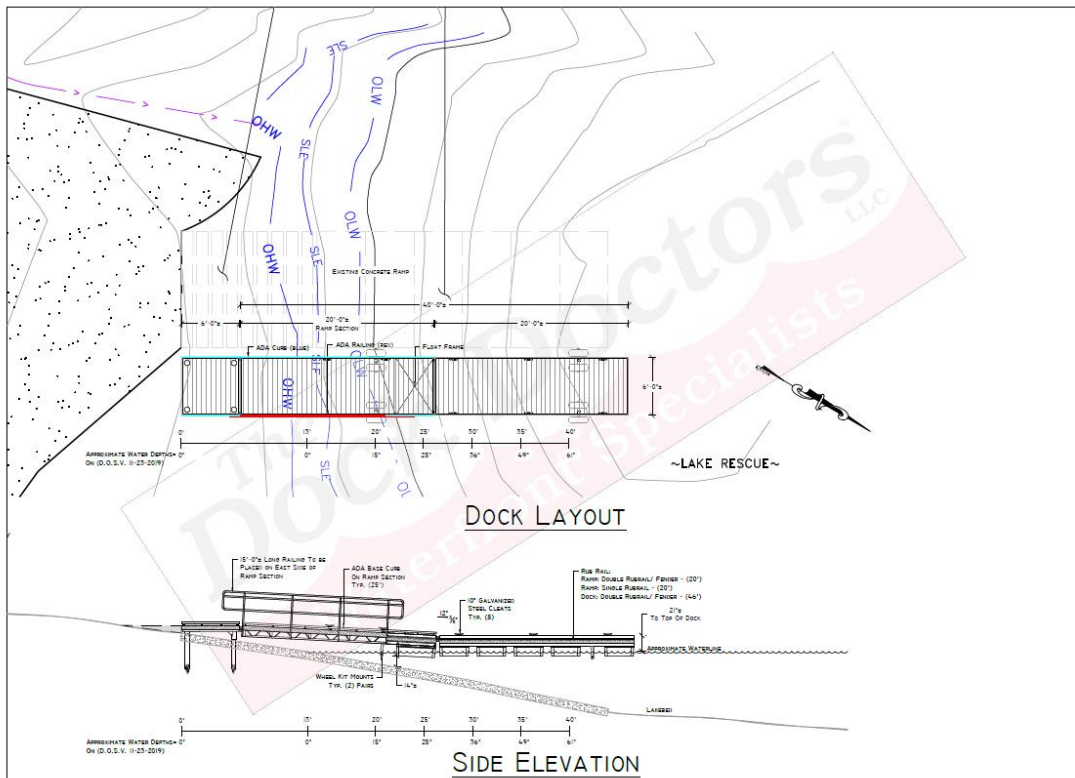 SLE
OLW
OHW
SLE
OLW
OHW
SLE
EXISTING CONCRETE RAMP
40'-0"±
6'-0"±
20'-0"±
RAMP SECTION
20'-0"±
ADA CURB (BLUE)
ADA RAILING (RED)
FLOAT FRAME
SLE
OLW
OHW
6'-0"±
0' 13' 20' 25' 30' 35' 40'
APPROXIMATE WATER DEPTHS= 0" 0" 15" 25" 36" 49" 61"
ON (D.O.S.V. 11-23-2019)
SLE
~LAKE RESCUE~
The
Dock Doctors
LLC
Waterfront Specialists
DOCK LAYOUT
15'-0"± LONG RAILING TO BE
PLACED ON EAST SIDE OF
RAMP SECTION
ADA BASE CURB
ON RAMP SECTION
TYP. (25')
12"
10" GALVANIZED
STEEL CLEATS
TYP. (8)
RUB RAIL:
RAMP: DOUBLE RUBRAIL/ FENDER - (20')
RAMP: SINGLE RUBRAIL - (20')
DOCK: DOUBLE RUBRAIL/ FENDER - (46')
21"±
TO TOP OF DOCK
APPROXIMATE WATERLINE
WHEEL KIT MOUNTS
TYP. (2) PAIRS
14"±
LAKEBED
0' 13' 20' 25' 30' 35' 40'
APPROXIMATE WATER DEPTHS= 0" 0" 15" 25" 36" 49" 61"
ON (D.O.S.V. 11-23-2019)
SIDE ELEVATION